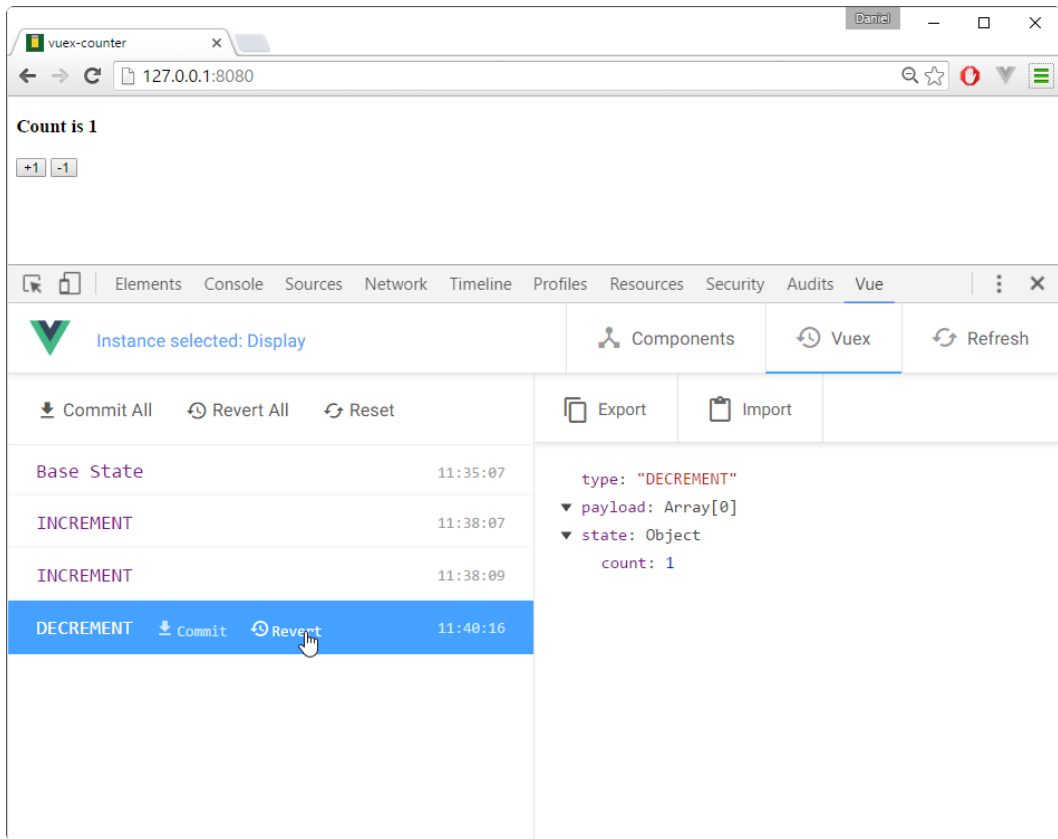 Daniel
vuex-counter
127.0.0.1:8080
Count is 1
+1 -1
Elements Console Sources Network Timeline Profiles Resources Security Audits Vue
Instance selected: Display Components Vuex Refresh
Commit All Revert All Reset Export Import
Base State 11:35:07
INCREMENT 11:38:07
INCREMENT 11:38:09
DECREMENT Commit Revert 11:40:16
type: "DECREMENT"
payload: Array[0]
state: Object
count: 1